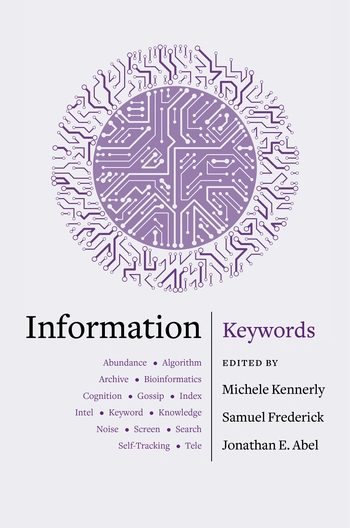 Information
Keywords
Abundance • Algorithm
Archive • Bioinformatics
Cognition • Gossip • Index
Intel • Keyword • Knowledge
Noise • Screen • Search
Self-Tracking • Tele
EDITED BY
Michele Kennerly
Samuel Frederick
Jonathan E. Abel